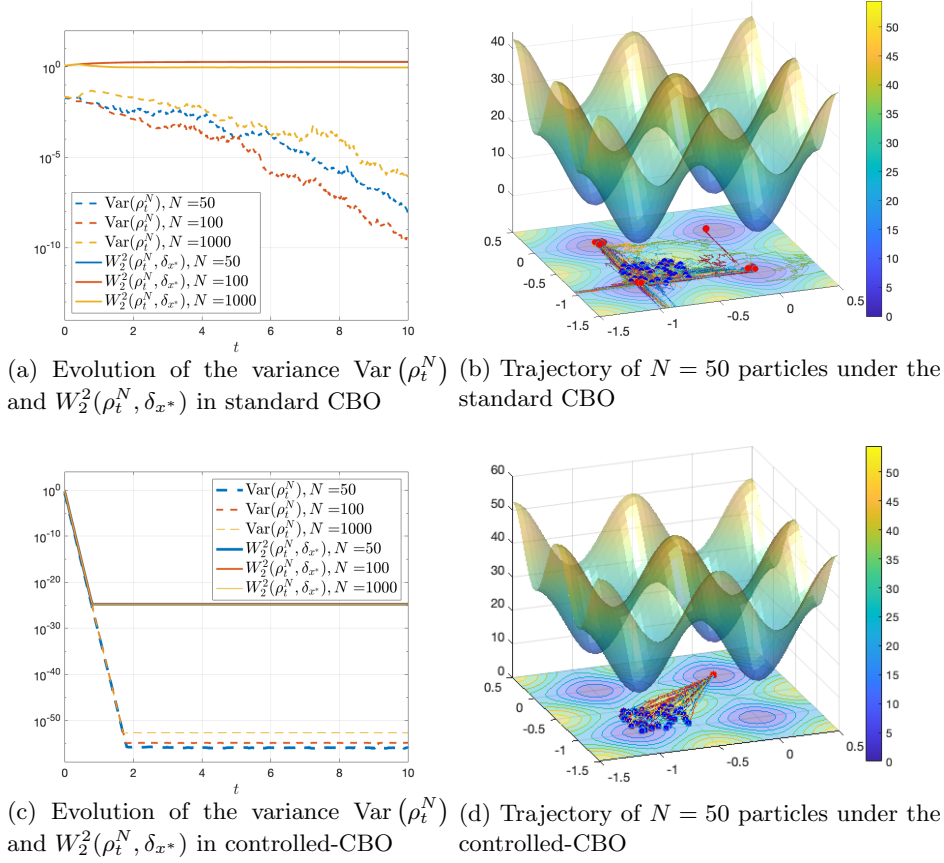 10^0
10^-5
10^-10
0 2 4 6 8 10
t
Var(ρ_t^N), N =50
Var(ρ_t^N), N =100
Var(ρ_t^N), N =1000
W_2^2(ρ_t^N, δ_{x*}), N =50
W_2^2(ρ_t^N, δ_{x*}), N =100
W_2^2(ρ_t^N, δ_{x*}), N =1000
40
30
20
10
0
0.5
0
-0.5
-1
-1.5
-1.5
-1
-0.5
0
0.5
50
45
40
35
30
25
20
15
10
5
0
(a) Evolution of the variance Var (ρ_t^N)
and W_2^2(ρ_t^N, δ_{x*}) in standard CBO
(b) Trajectory of N = 50 particles under the
standard CBO
10^0
10^-10
10^-20
10^-30
10^-40
10^-50
0 2 4 6 8 10
t
Var(ρ_t^N), N =50
Var(ρ_t^N), N =100
Var(ρ_t^N), N =1000
W_2^2(ρ_t^N, δ_{x*}), N =50
W_2^2(ρ_t^N, δ_{x*}), N =100
W_2^2(ρ_t^N, δ_{x*}), N =1000
60
50
40
30
20
10
0
0.5
0
-0.5
-1
-1.5
-1.5
-1
-0.5
0
0.5
50
45
40
35
30
25
20
15
10
5
0
(c) Evolution of the variance Var (ρ_t^N)
and W_2^2(ρ_t^N, δ_{x*}) in controlled-CBO
(d) Trajectory of N = 50 particles under the
controlled-CBO